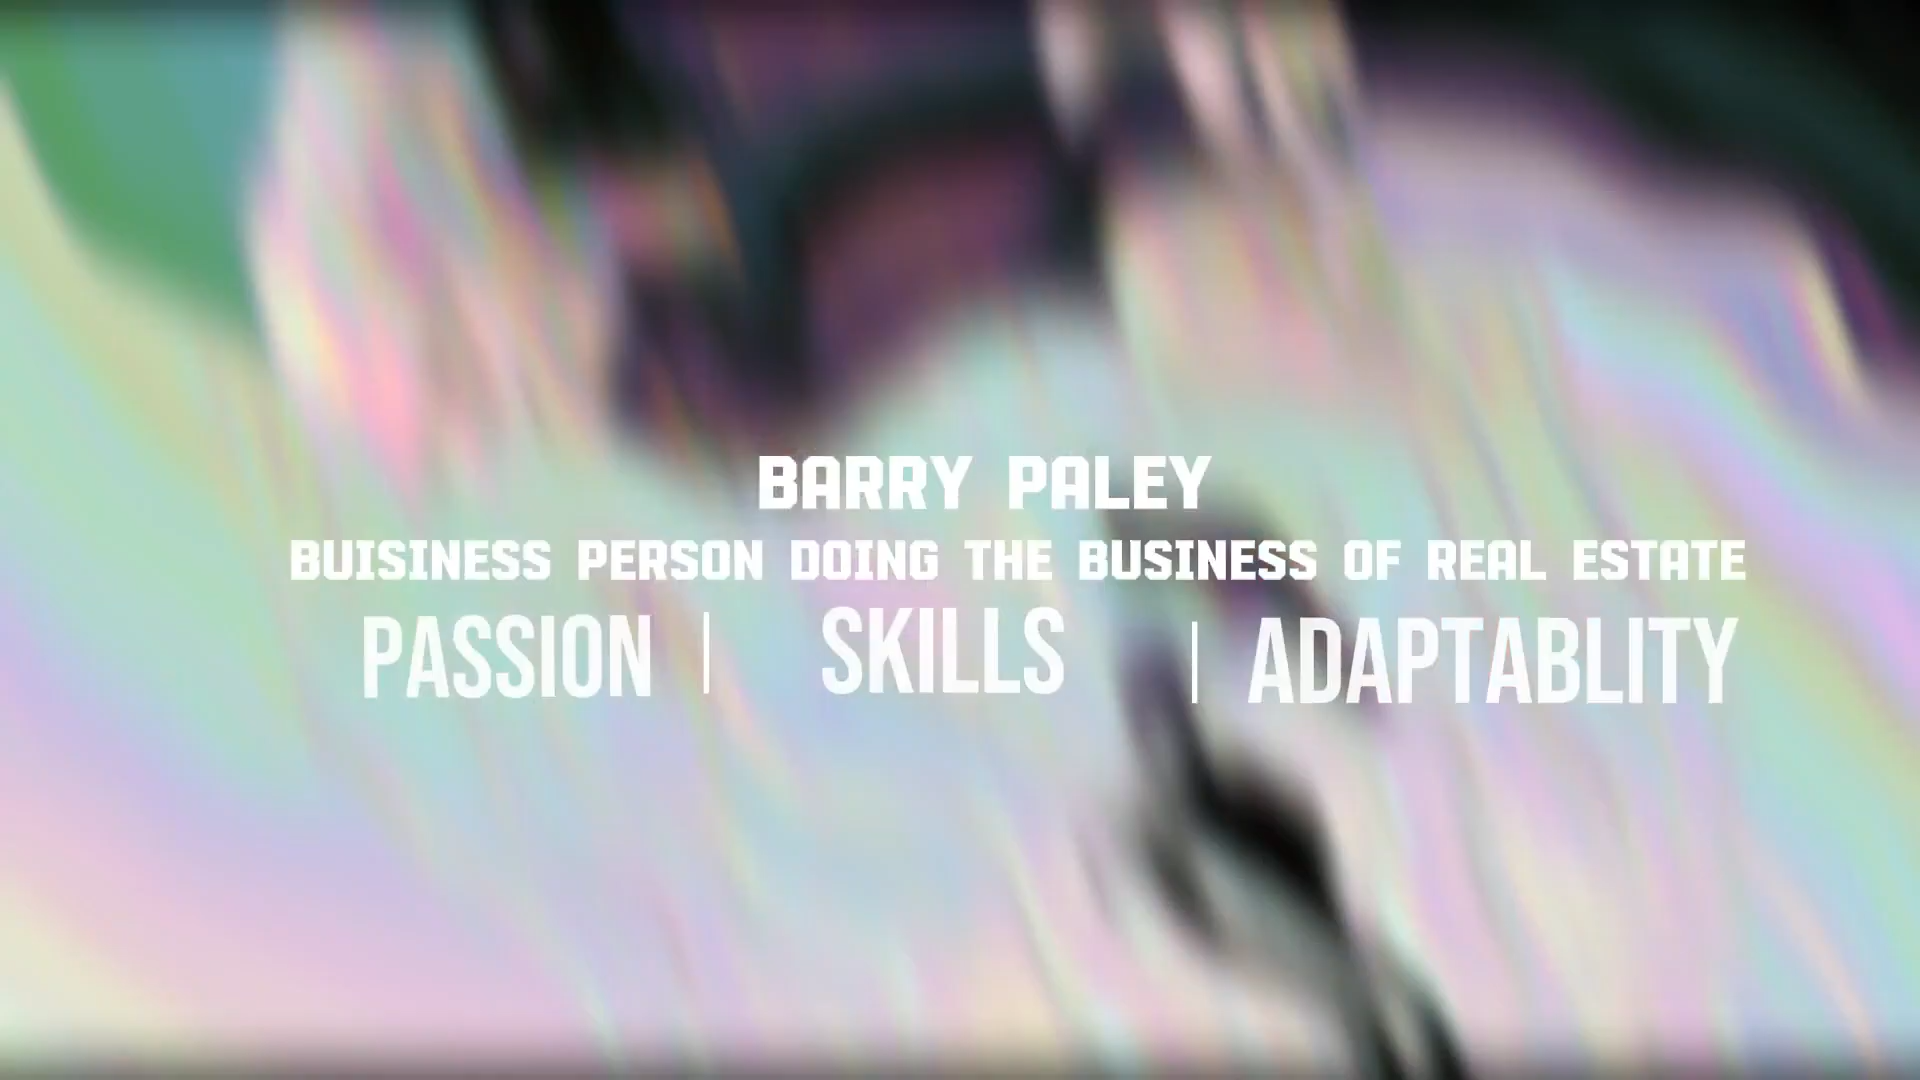 BARRY PALEY
BUISINESS PERSON DOING THE BUSINESS OF REAL ESTATE
PASSION | SKILLS | ADAPTABLITY